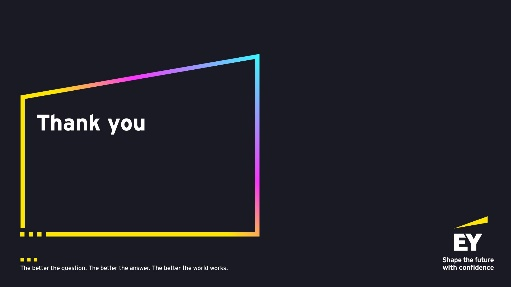 Thank you
The better the question. The better the answer. The better the world works.
EY
Shape the future
with confidence